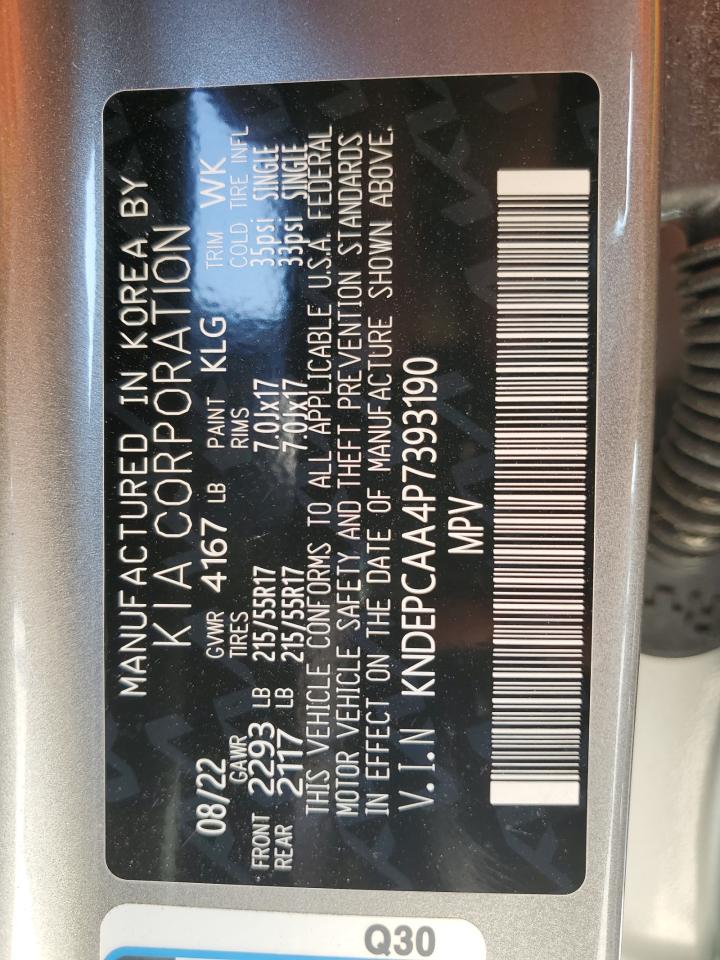 MANUFACTURED IN KOREA BY
KIA CORPORATION
08/22 GVWR 4167 LB PAINT KLG TRIM WK
GAWR TIRES RIMS COLD TIRE INFL
FRONT 2293 LB 215/55R17 7.0Jx17 35psi SINGLE
REAR 2117 LB 215/55R17 7.0Jx17 33psi SINGLE
THIS VEHICLE CONFORMS TO ALL APPLICABLE U.S.A. FEDERAL
MOTOR VEHICLE SAFETY AND THEFT PREVENTION STANDARDS
IN EFFECT ON THE DATE OF MANUFACTURE SHOWN ABOVE.
V.I.N KNDEPCAA4P7393190
MPV
Q30